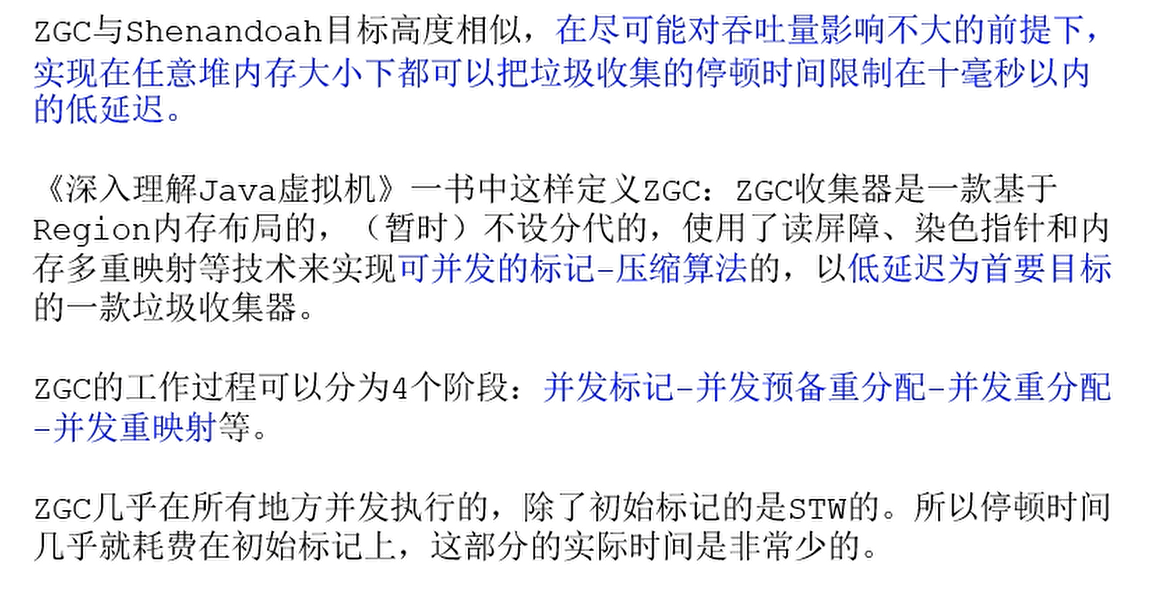 ZGC与Shenandoah目标高度相似，在尽可能对吞吐量影响不大的前提下，
实现在任意堆内存大小下都可以把垃圾收集的停顿时间限制在十毫秒以内
的低延迟。
《深入理解Java虚拟机》一书中这样定义ZGC：ZGC收集器是一款基于
Region内存布局的，（暂时）不设分代的，使用了读屏障、染色指针和内
存多重映射等技术来实现可并发的标记-压缩算法的，以低延迟为首要目标
的一款垃圾收集器。
ZGC的工作过程可以分为4个阶段：并发标记-并发预备重分配-并发重分配
-并发重映射等。
ZGC几乎在所有地方并发执行的，除了初始标记的是STW的。所以停顿时间
几乎就耗费在初始标记上，这部分的实际时间是非常少的。